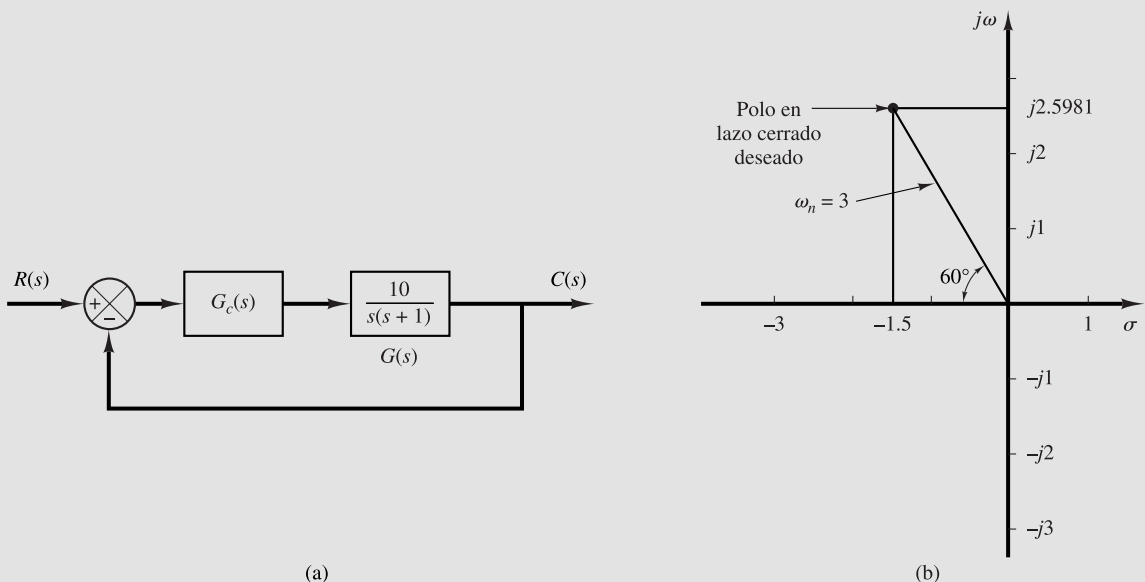 R(s)
+
−
G_c(s)
10
s(s + 1)
G(s)
C(s)
(a)
jω
Polo en
lazo cerrado
deseado
ω_n = 3
60°
j2.5981
j2
j1
−3
−1.5
1
σ
−j1
−j2
−j3
(b)